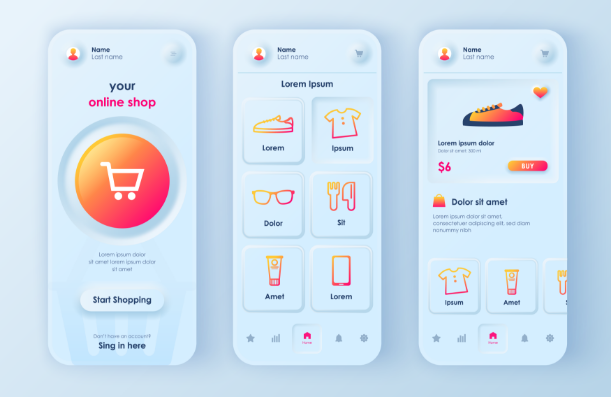 Name
Last name
your
online shop
Lorem ipsum dolor
sit amet lorem ipsum dolor
sit amet
Start Shopping
Don't have an account?
Sing in here
Name
Last name
Lorem Ipsum
Lorem
Ipsum
Dolor
Sit
Amet
Lorem
Home
Name
Last name
Lorem ipsum dolor
Dolor sit amet
$6
BUY
Dolor sit amet
Lorem ipsum dolor sit amet,
consectetuer adipiscing elit, sed diam
nonummy nibh
Ipsum
Amet
S
Home